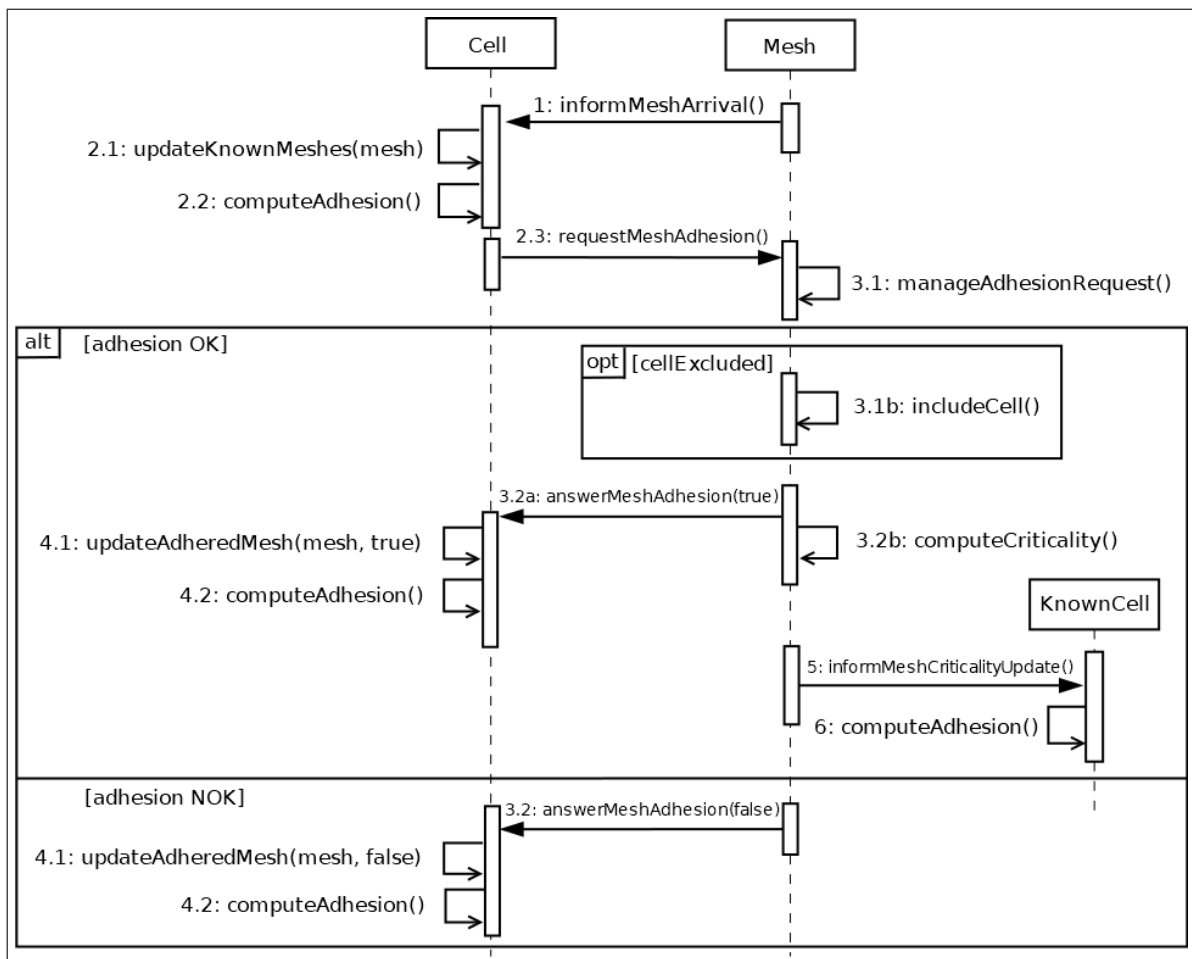 Cell
Mesh
1: informMeshArrival()
2.1: updateKnownMeshes(mesh)
2.2: computeAdhesion()
2.3: requestMeshAdhesion()
3.1: manageAdhesionRequest()
alt
[adhesion OK]
opt
[cellExcluded]
3.1b: includeCell()
3.2a: answerMeshAdhesion(true)
4.1: updateAdheredMesh(mesh, true)
3.2b: computeCriticality()
4.2: computeAdhesion()
KnownCell
5: informMeshCriticalityUpdate()
6: computeAdhesion()
[adhesion NOK]
3.2: answerMeshAdhesion(false)
4.1: updateAdheredMesh(mesh, false)
4.2: computeAdhesion()